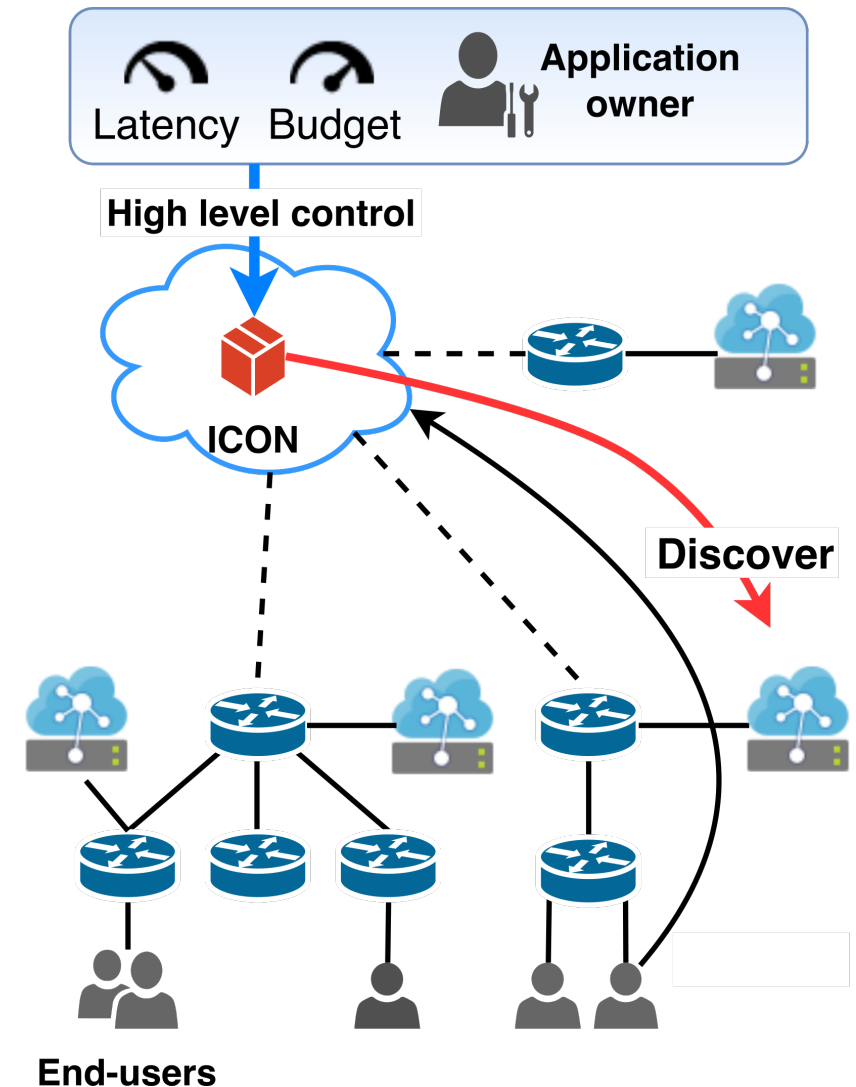 Latency
Budget
Application
owner
High level control
ICON
Discover
End-users